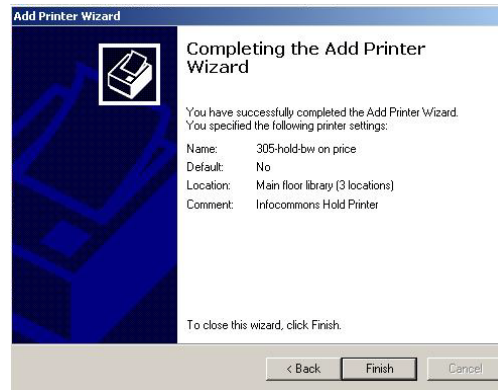 Add Printer Wizard
Completing the Add Printer
Wizard
You have successfully completed the Add Printer Wizard.
You specified the following printer settings:
Name: 305-hold-bw on price
Default: No
Location: Main floor library (3 locations)
Comment: Infocommons Hold Printer
To close this wizard, click Finish.
< Back Finish Cancel